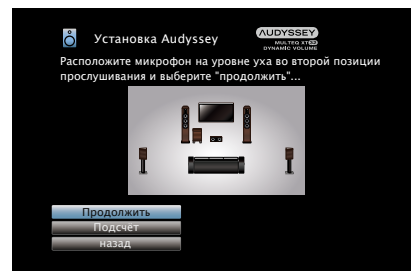 Установка Audyssey
AUDYSSEY
MULTEQ XT32
DYNAMIC VOLUME
Расположите микрофон на уровне уха во второй позиции
прослушивания и выберите "продолжить"...
Продолжить
Подсчёт
назад